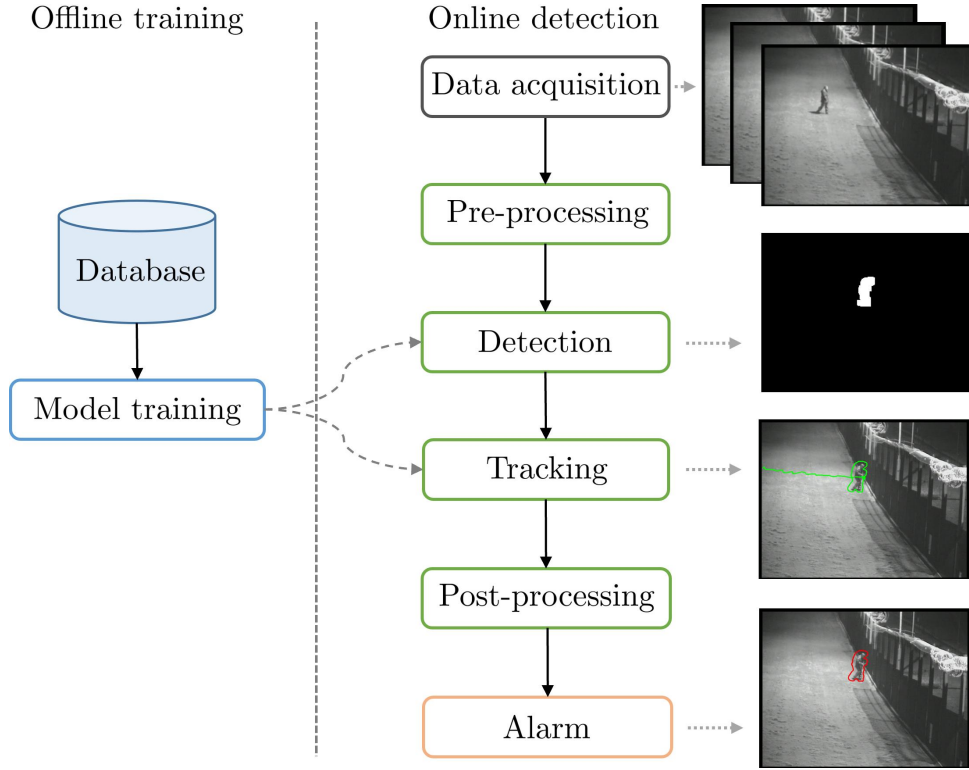 Offline training
Online detection
Data acquisition
Pre-processing
Database
Detection
Model training
Tracking
Post-processing
Alarm